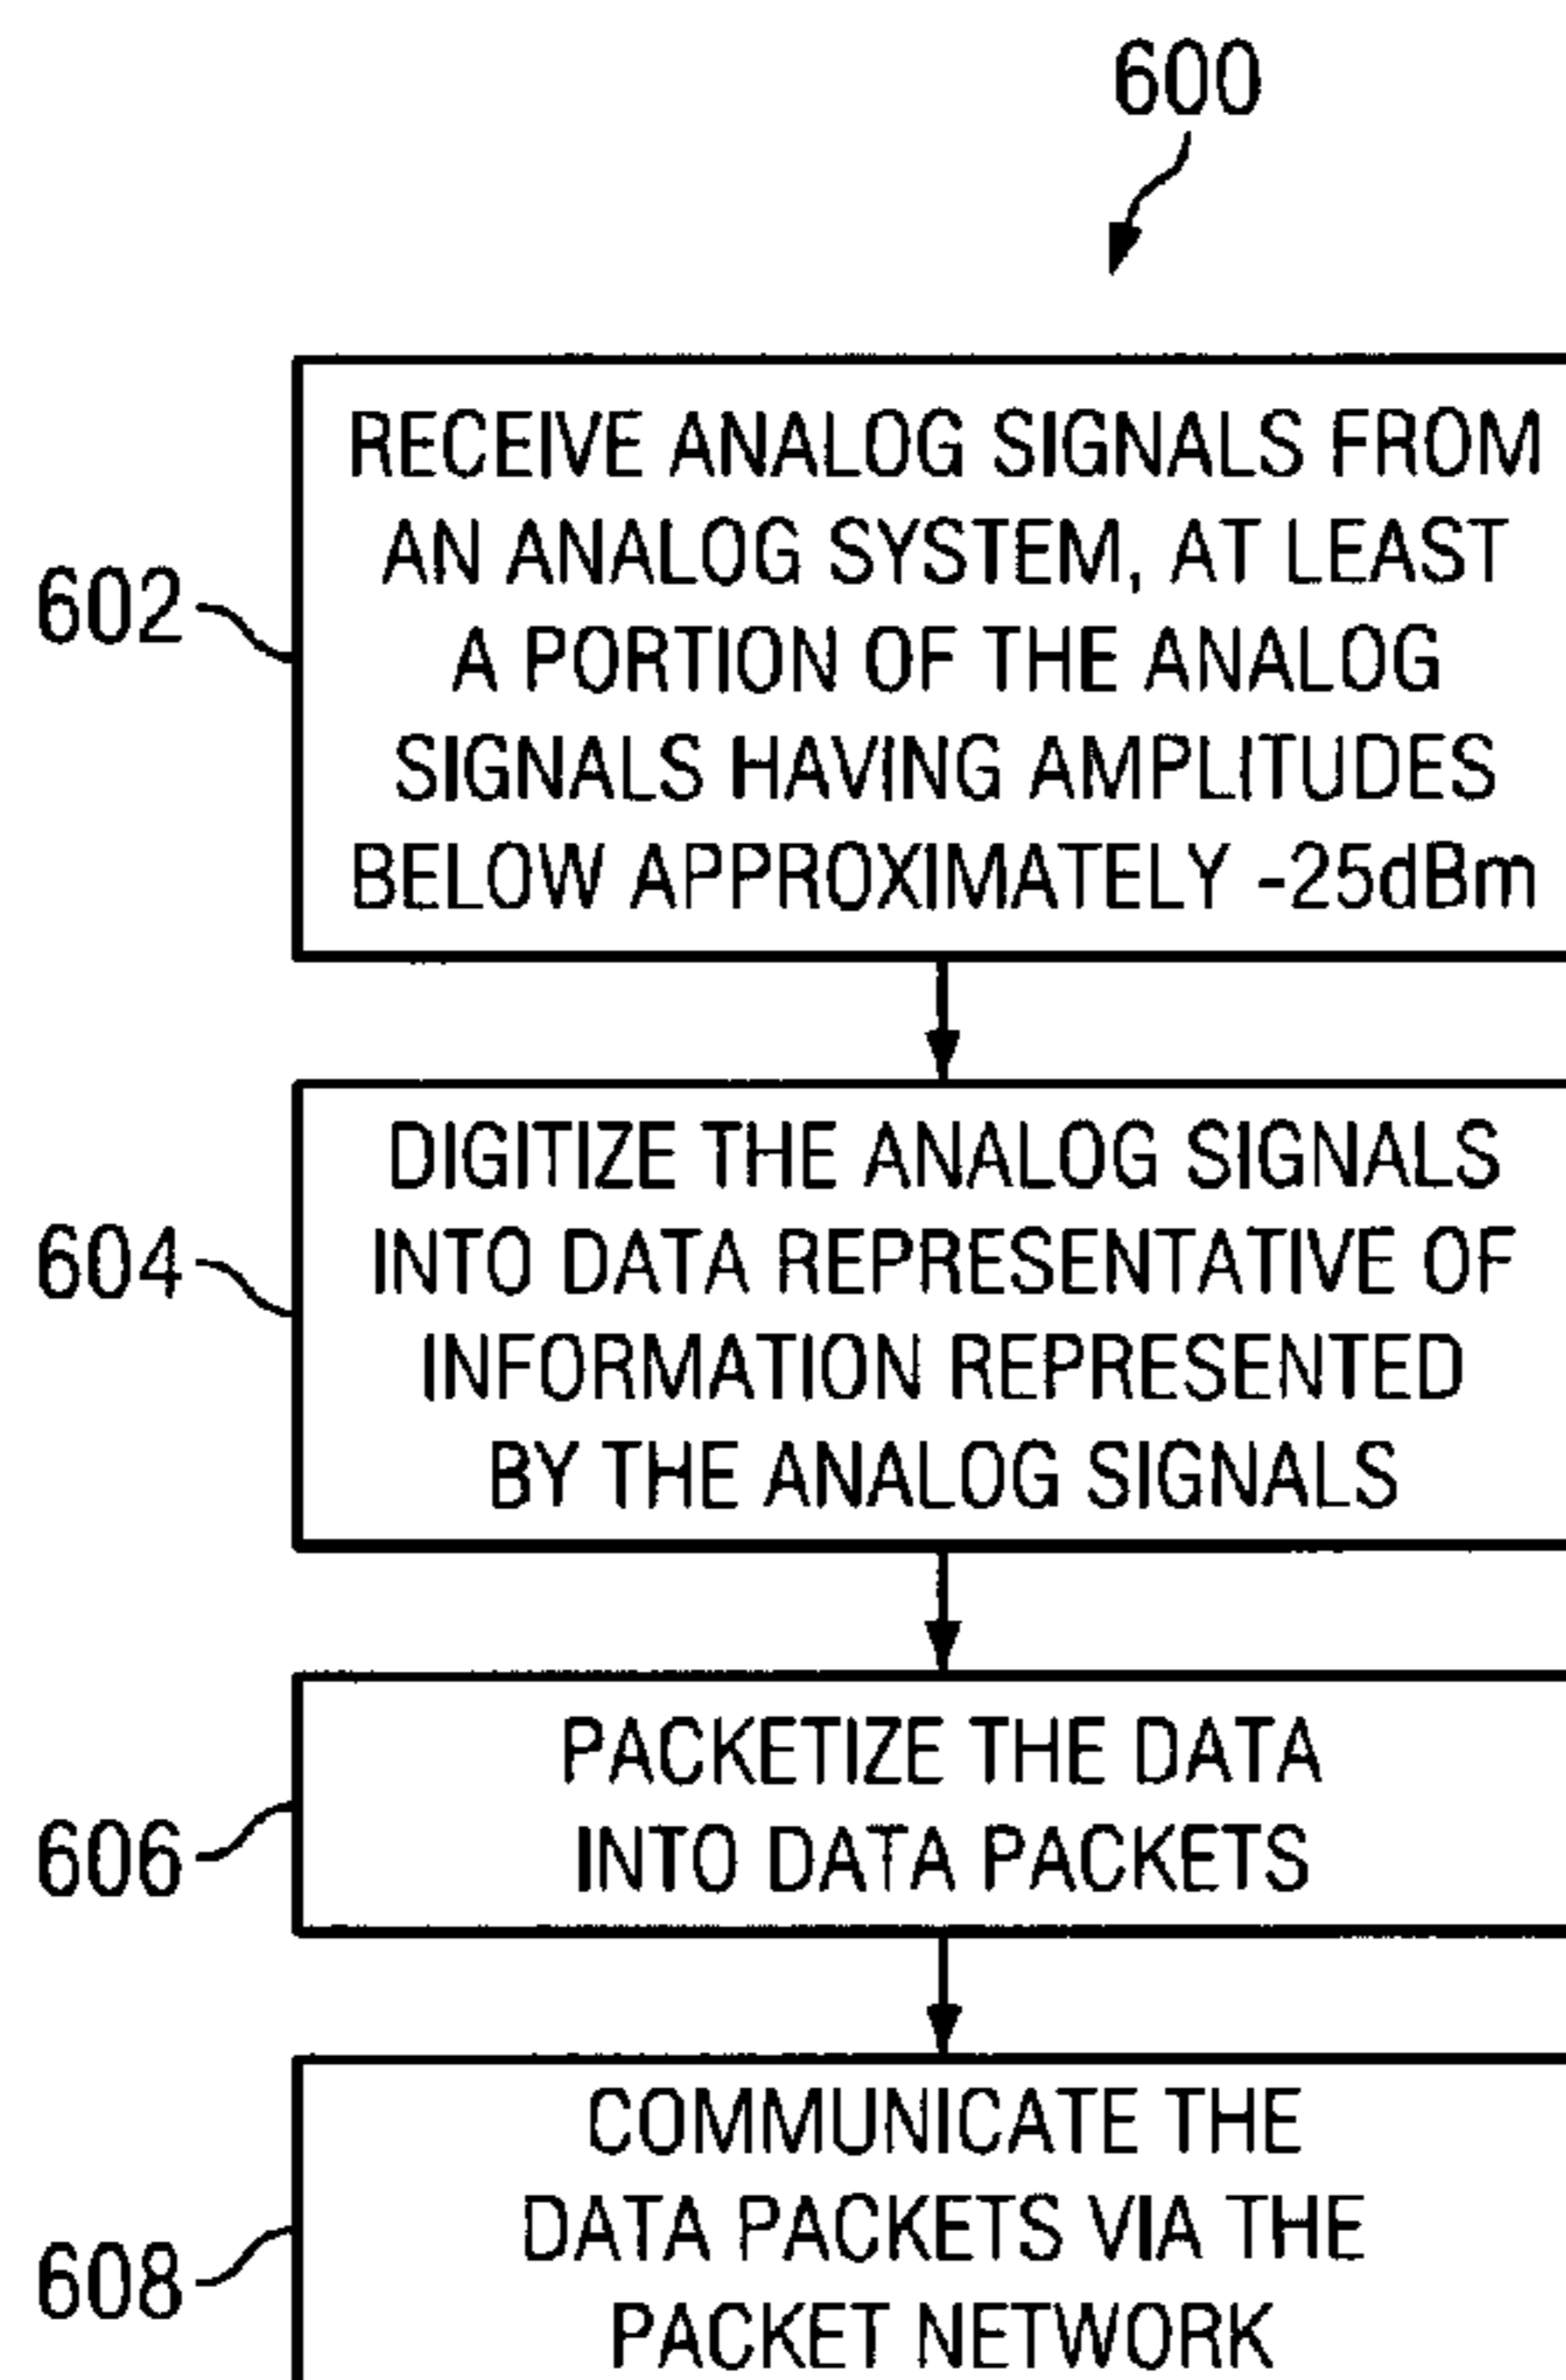 600
RECEIVE ANALOG SIGNALS FROM
AN ANALOG SYSTEM, AT LEAST
A PORTION OF THE ANALOG
SIGNALS HAVING AMPLITUDES
BELOW APPROXIMATELY -25dBm
602
DIGITIZE THE ANALOG SIGNALS
INTO DATA REPRESENTATIVE OF
INFORMATION REPRESENTED
BY THE ANALOG SIGNALS
604
PACKETIZE THE DATA
INTO DATA PACKETS
606
COMMUNICATE THE
DATA PACKETS VIA THE
PACKET NETWORK
608